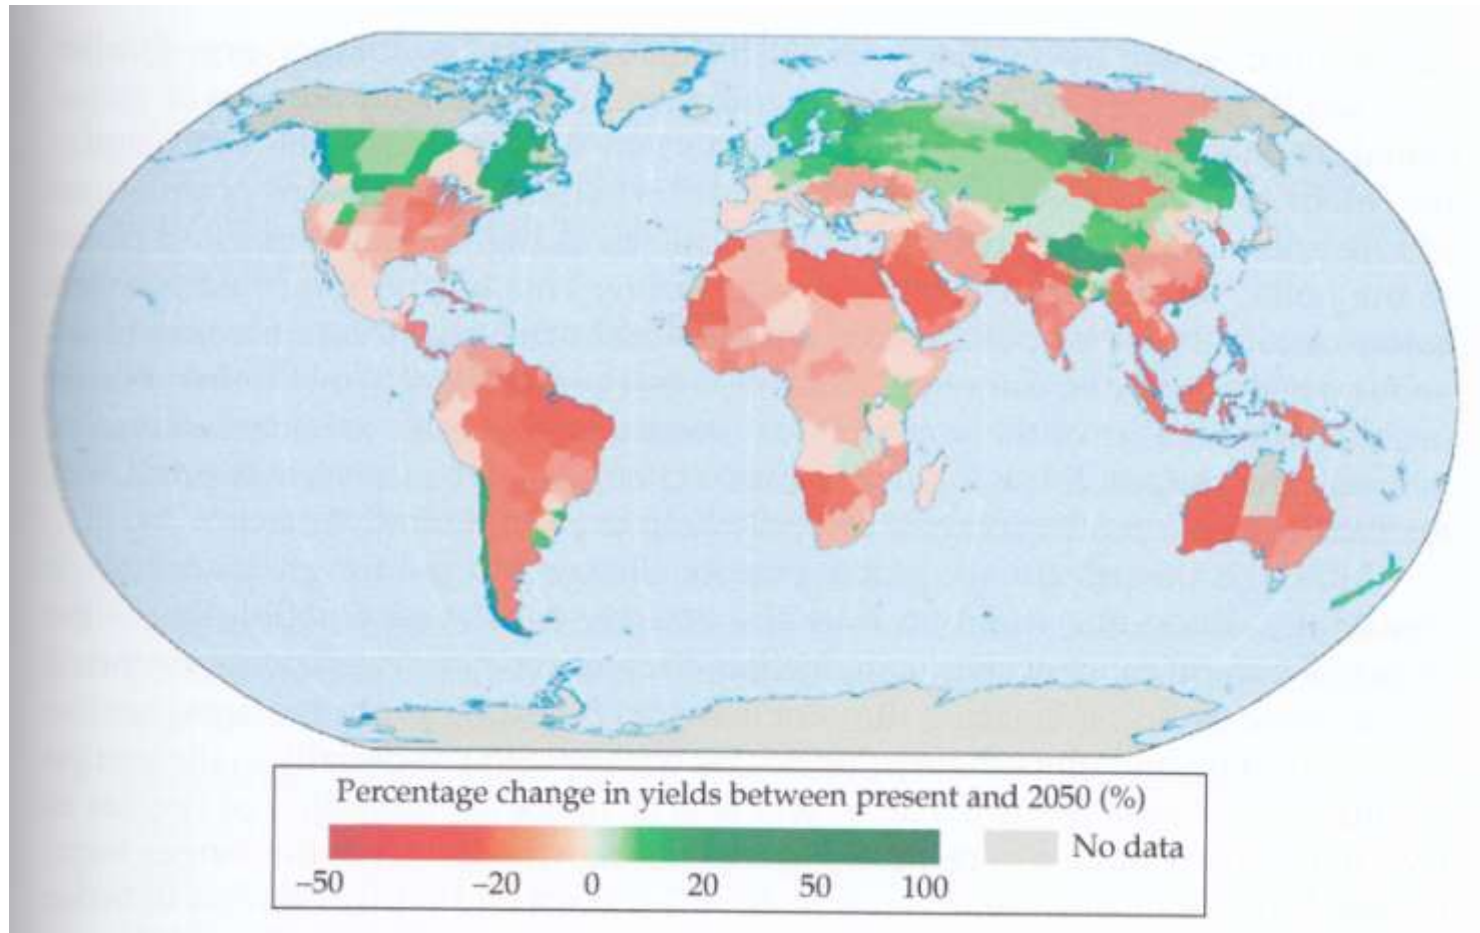 Percentage change in yields between present and 2050 (%)
No data
–50 –20 0 20 50 100